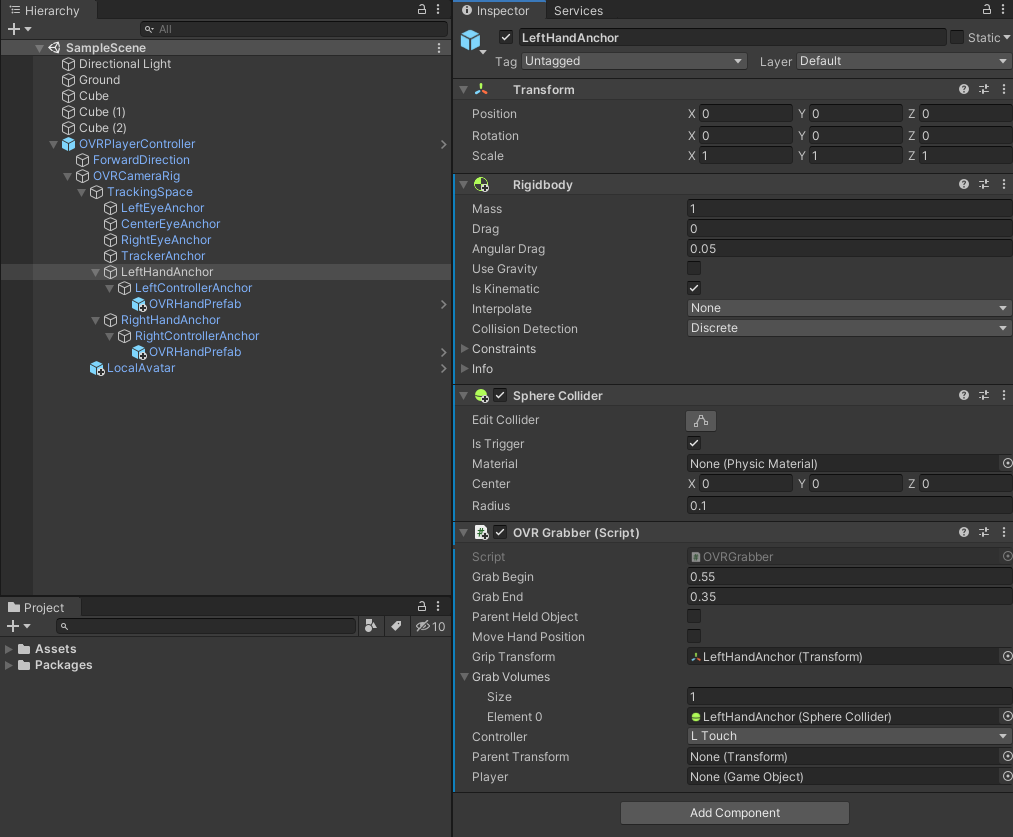 Hierarchy
All
SampleScene
Directional Light
Ground
Cube
Cube (1)
Cube (2)
OVRPlayerController
ForwardDirection
OVRCameraRig
TrackingSpace
LeftEyeAnchor
CenterEyeAnchor
RightEyeAnchor
TrackerAnchor
LeftHandAnchor
LeftControllerAnchor
OVRHandPrefab
RightHandAnchor
RightControllerAnchor
OVRHandPrefab
LocalAvatar
Project
10
Assets
Packages
Inspector Services
LeftHandAnchor Static
Tag Untagged Layer Default
Transform
Position X 0 Y 0 Z 0
Rotation X 0 Y 0 Z 0
Scale X 1 Y 1 Z 1
Rigidbody
Mass 1
Drag 0
Angular Drag 0.05
Use Gravity
Is Kinematic
Interpolate None
Collision Detection Discrete
Constraints
Info
Sphere Collider
Edit Collider
Is Trigger
Material None (Physic Material)
Center X 0 Y 0 Z 0
Radius 0.1
OVR Grabber (Script)
Script OVRGrabber
Grab Begin 0.55
Grab End 0.35
Parent Held Object
Move Hand Position
Grip Transform LeftHandAnchor (Transform)
Grab Volumes
Size 1
Element 0 LeftHandAnchor (Sphere Collider)
Controller L Touch
Parent Transform None (Transform)
Player None (Game Object)
Add Component